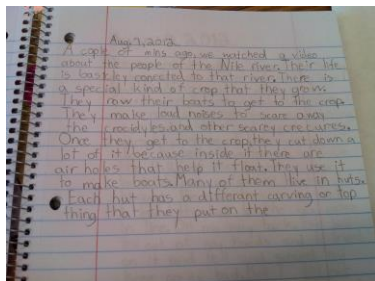 Aug. 7, 2012
A cople of mins ago, we watched a video
about the people of the Nile river. Their life
is basicley conected to that river. There is
a special kind of crop that they grow.
They row their boats to get to the crop.
They make loud noises to scare away
the crocidyles and other scarey creatures.
Once they get to the crop, they cut down a
lot of it because inside it there are
air holes that help it float. They use it
to make boats. Many of them live in huts.
Each hut has a differant carving or top
thing that they put on the